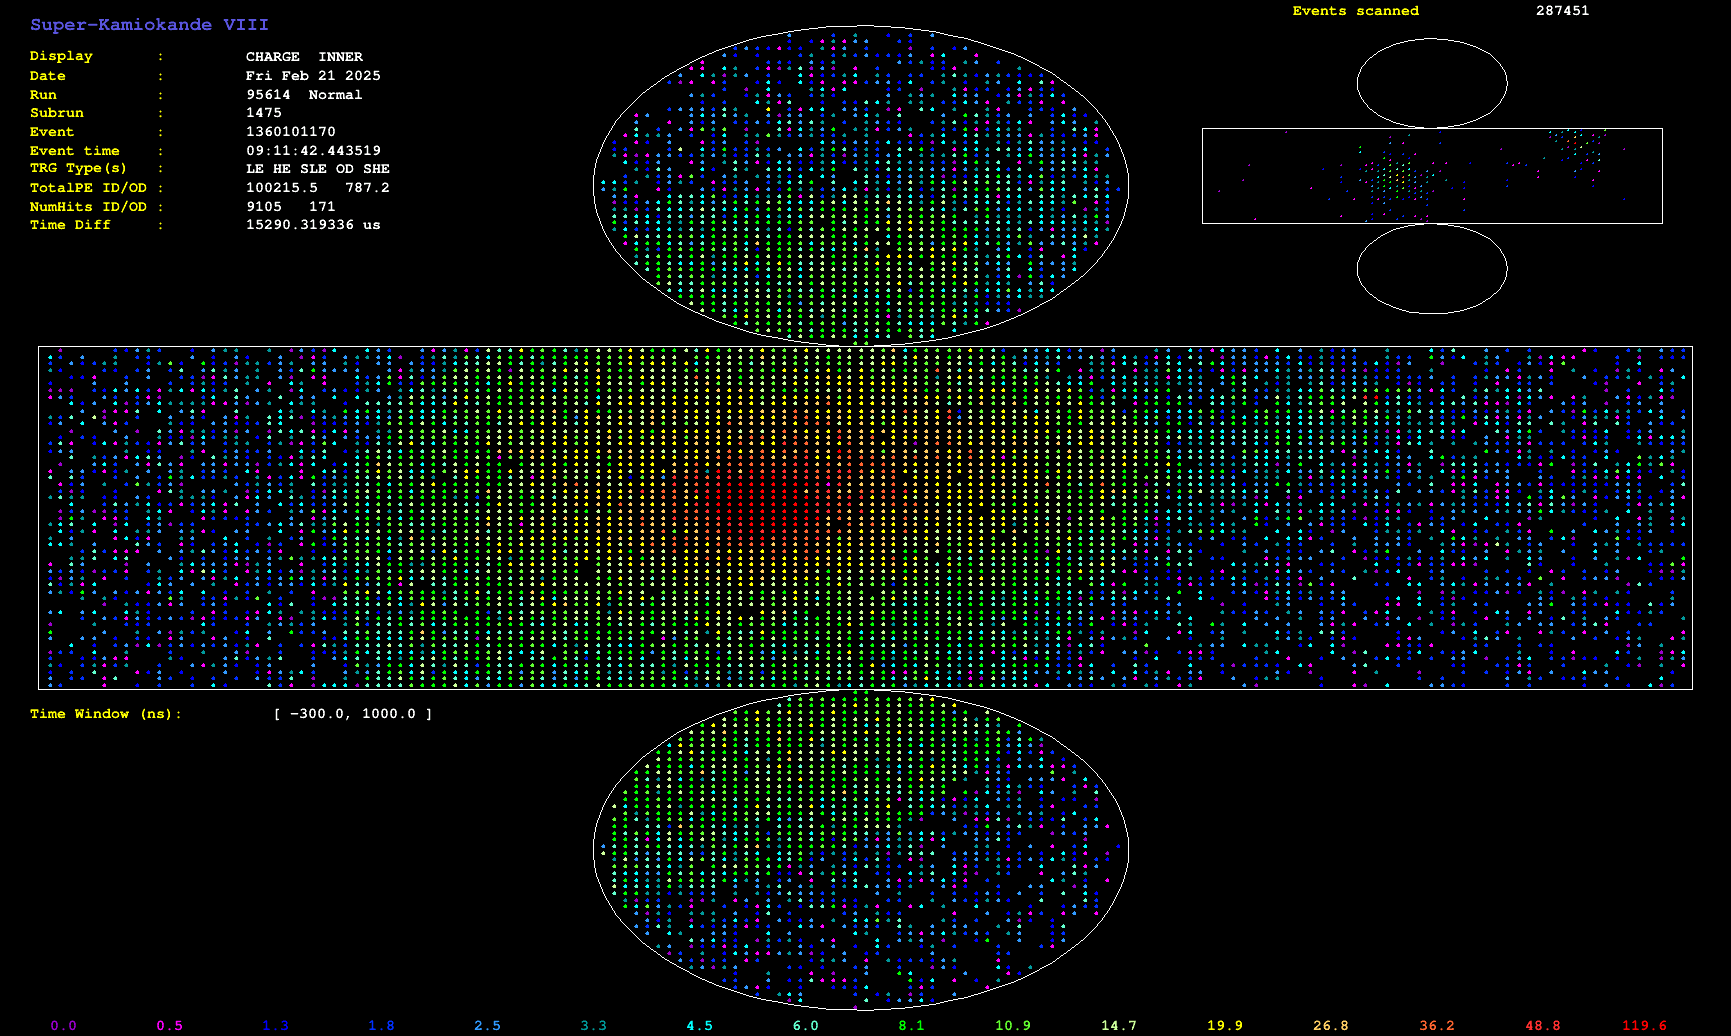 Super-Kamiokande VIII
Display : CHARGE INNER
Date : Fri Feb 21 2025
Run : 95614 Normal
Subrun : 1475
Event : 1360101170
Event time : 09:11:42.443519
TRG Type(s) : LE HE SLE OD SHE
TotalPE ID/OD : 100215.5 787.2
NumHits ID/OD : 9105 171
Time Diff : 15290.319336 us
Events scanned 287451
Time Window (ns): [ -300.0, 1000.0 ]
0.0 0.5 1.3 1.8 2.5 3.3 4.5 6.0 8.1 10.9 14.7 19.9 26.8 36.2 48.8 119.6